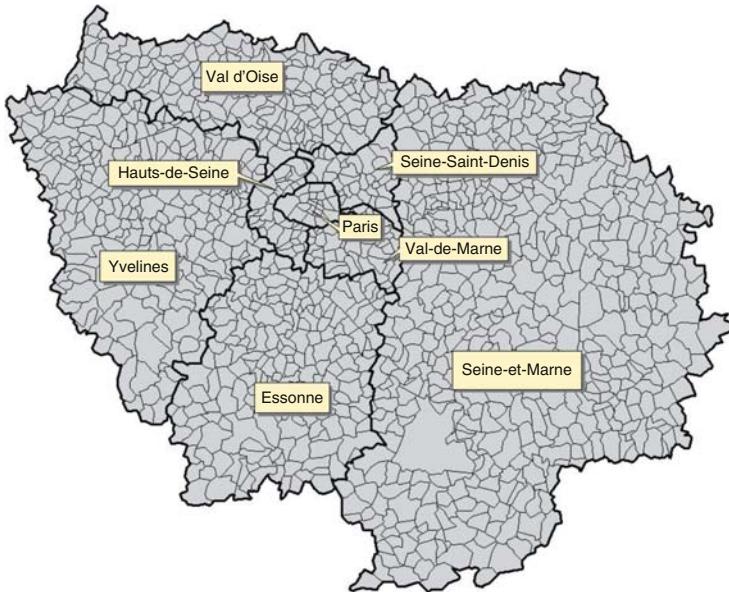 Val d'Oise
Hauts-de-Seine
Seine-Saint-Denis
Paris
Val-de-Marne
Yvelines
Seine-et-Marne
Essonne